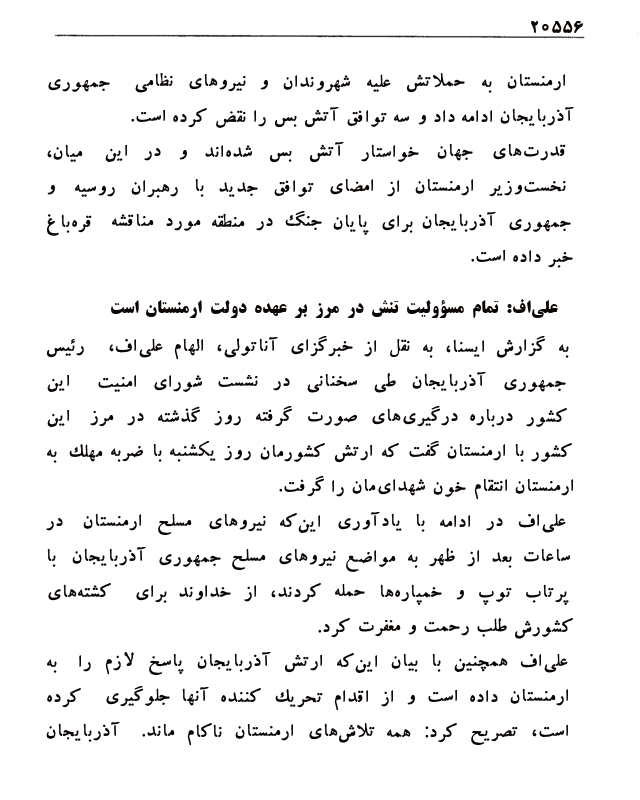 ۲۰۵۵۶
ارمنستان به حملاتش علیه شهروندان و نیروهای نظامی جمهوری
آذربایجان ادامه داد و سه توافق آتش بس را نقض کرده است.
قدرت‌های جهان خواستار آتش بس شده‌اند و در این میان،
نخست‌وزیر ارمنستان از امضای توافق جدید با رهبران روسیه و
جمهوری آذربایجان برای پایان جنگ در منطقه مورد مناقشه قره‌باغ
خبر داده است.
علی‌اف: تمام مسؤولیت تنش در مرز بر عهده دولت ارمنستان است
به گزارش ایسنا، به نقل از خبرگزای آناتولی، الهام علی‌اف، رئیس
جمهوری آذربایجان طی سخنانی در نشست شورای امنیت این
کشور درباره درگیری‌های صورت گرفته روز گذشته در مرز این
کشور با ارمنستان گفت که ارتش کشورمان روز یکشنبه با ضربه مهلك به
ارمنستان انتقام خون شهدای‌مان را گرفت.
علی‌اف در ادامه با یادآوری این‌که نیروهای مسلح ارمنستان در
ساعات بعد از ظهر به مواضع نیروهای مسلح جمهوری آذربایجان با
پرتاب توپ و خمپاره‌ها حمله کردند، از خداوند برای کشته‌های
کشورش طلب رحمت و مغفرت کرد.
علی‌اف همچنین با بیان این‌که ارتش آذربایجان پاسخ لازم را به
ارمنستان داده است و از اقدام تحریك کننده آنها جلوگیری کرده
است، تصریح کرد: همه تلاش‌های ارمنستان ناکام ماند. آذربایجان